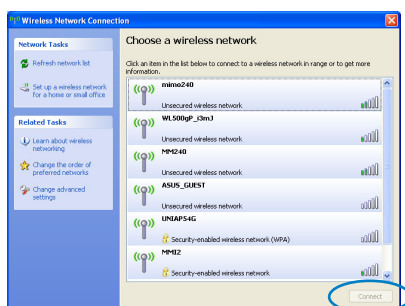 Wireless Network Connection
Network Tasks
Refresh network list
Set up a wireless network
for a home or small office
Related Tasks
Learn about wireless
networking
Change the order of
preferred networks
Change advanced
settings
Choose a wireless network
Click an item in the list below to connect to a wireless network in range or to get more
information.
mimo240
Unsecured wireless network
WL500gP_i3mJ
Unsecured wireless network
MM240
Unsecured wireless network
ASUS_GUEST
Unsecured wireless network
UNIAP54G
Security-enabled wireless network (WPA)
MMI2
Security-enabled wireless network
Connect